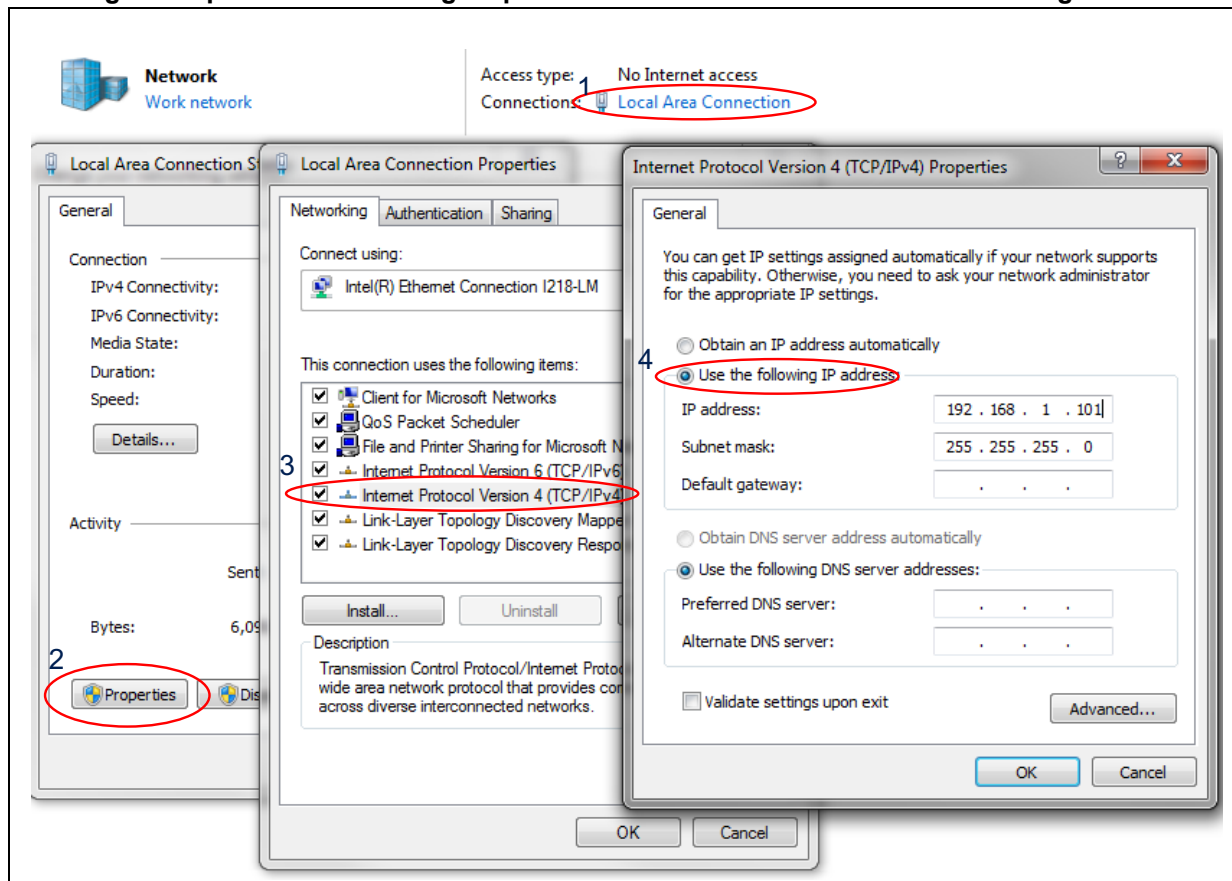 Network
Work network
Access type: No Internet access
Connections: Local Area Connection
1
Local Area Connection
General
Connection
IPv4 Connectivity:
IPv6 Connectivity:
Media State:
Duration:
Speed:
Details...
Activity
Sent
Bytes: 6,09
2
Properties
Local Area Connection Properties
Networking Authentication Sharing
Connect using:
Intel(R) Ethernet Connection I218-LM
This connection uses the following items:
Client for Microsoft Networks
QoS Packet Scheduler
File and Printer Sharing for Microsoft
3
Internet Protocol Version 6 (TCP/IPv6)
Internet Protocol Version 4 (TCP/IPv4
Link-Layer Topology Discovery Mappe
Link-Layer Topology Discovery Respo
Install... Uninstall
Description
Transmission Control Protocol/Internet Protoc
wide area network protocol that provides
across diverse interconnected networks.
OK Cancel
Internet Protocol Version 4 (TCP/IPv4) Properties
General
You can get IP settings assigned automatically if your network supports
this capability. Otherwise, you need to ask your network administrator
for the appropriate IP settings.
Obtain an IP address automatically
4
Use the following IP address:
IP address: 192 . 168 . 1 . 101
Subnet mask: 255 . 255 . 255 . 0
Default gateway: . . .
Obtain DNS server address automatically
Use the following DNS server addresses:
Preferred DNS server: . . .
Alternate DNS server: . . .
Validate settings upon exit
Advanced...
OK Cancel